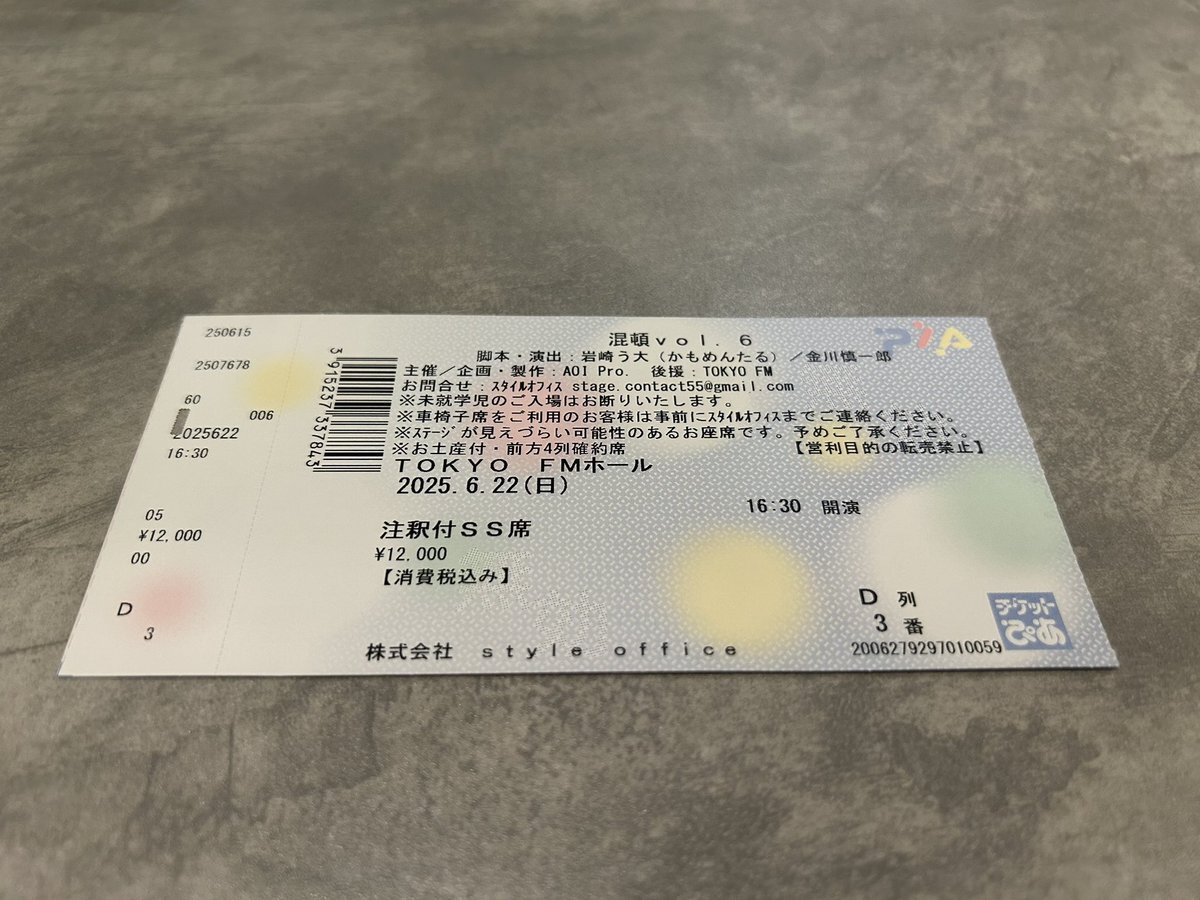 250615
2507678
60
006
2025622
16:30
05
¥12,000
00
D
3
3915237337843
PIA
混頓vol.6
脚本・演出:岩崎う大(かもめんたる)/金川慎一郎
主催/企画・製作:AOI Pro. 後援:TOKYO FM
お問合せ:ｽﾀｲﾙｵﾌｨｽ stage.contact55@gmail.com
※未就学児のご入場はお断りいたします。
※車椅子席をご利用のお客様は事前にｽﾀｲﾙｵﾌｨｽまでご連絡ください。
※ｽﾃｰｼﾞが見えづらい可能性のあるお座席です。予めご了承ください。
※お土産付・前方4列確約席 【営利目的の転売禁止】
TOKYO FMホール
2025.6.22(日)
16:30 開演
注釈付SS席
¥12,000
【消費税込み】
D 列
3 番
株式会社 style office
2006279297010059
チケットぴあ